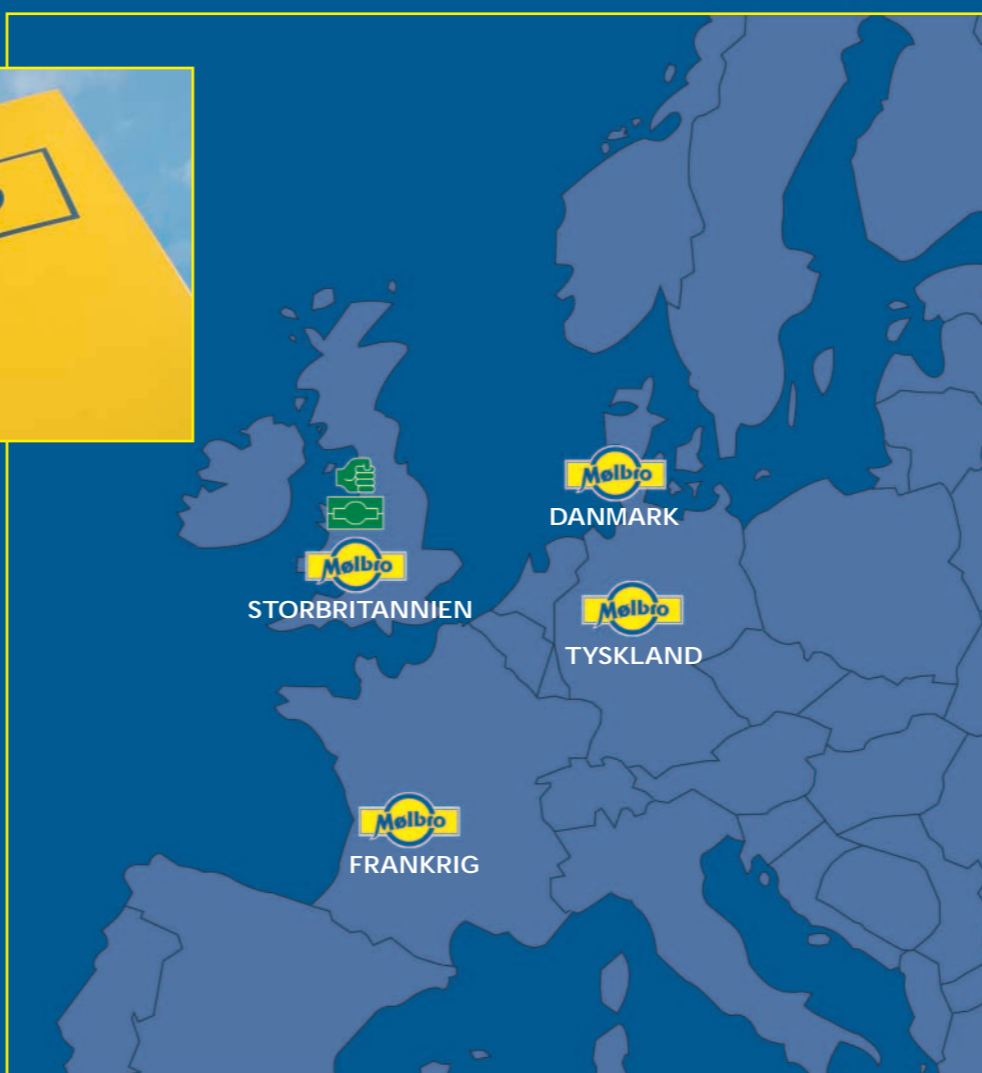 Mølbro
DANMARK
Mølbro
STORBRITANNIEN
Mølbro
TYSKLAND
Mølbro
FRANKRIG